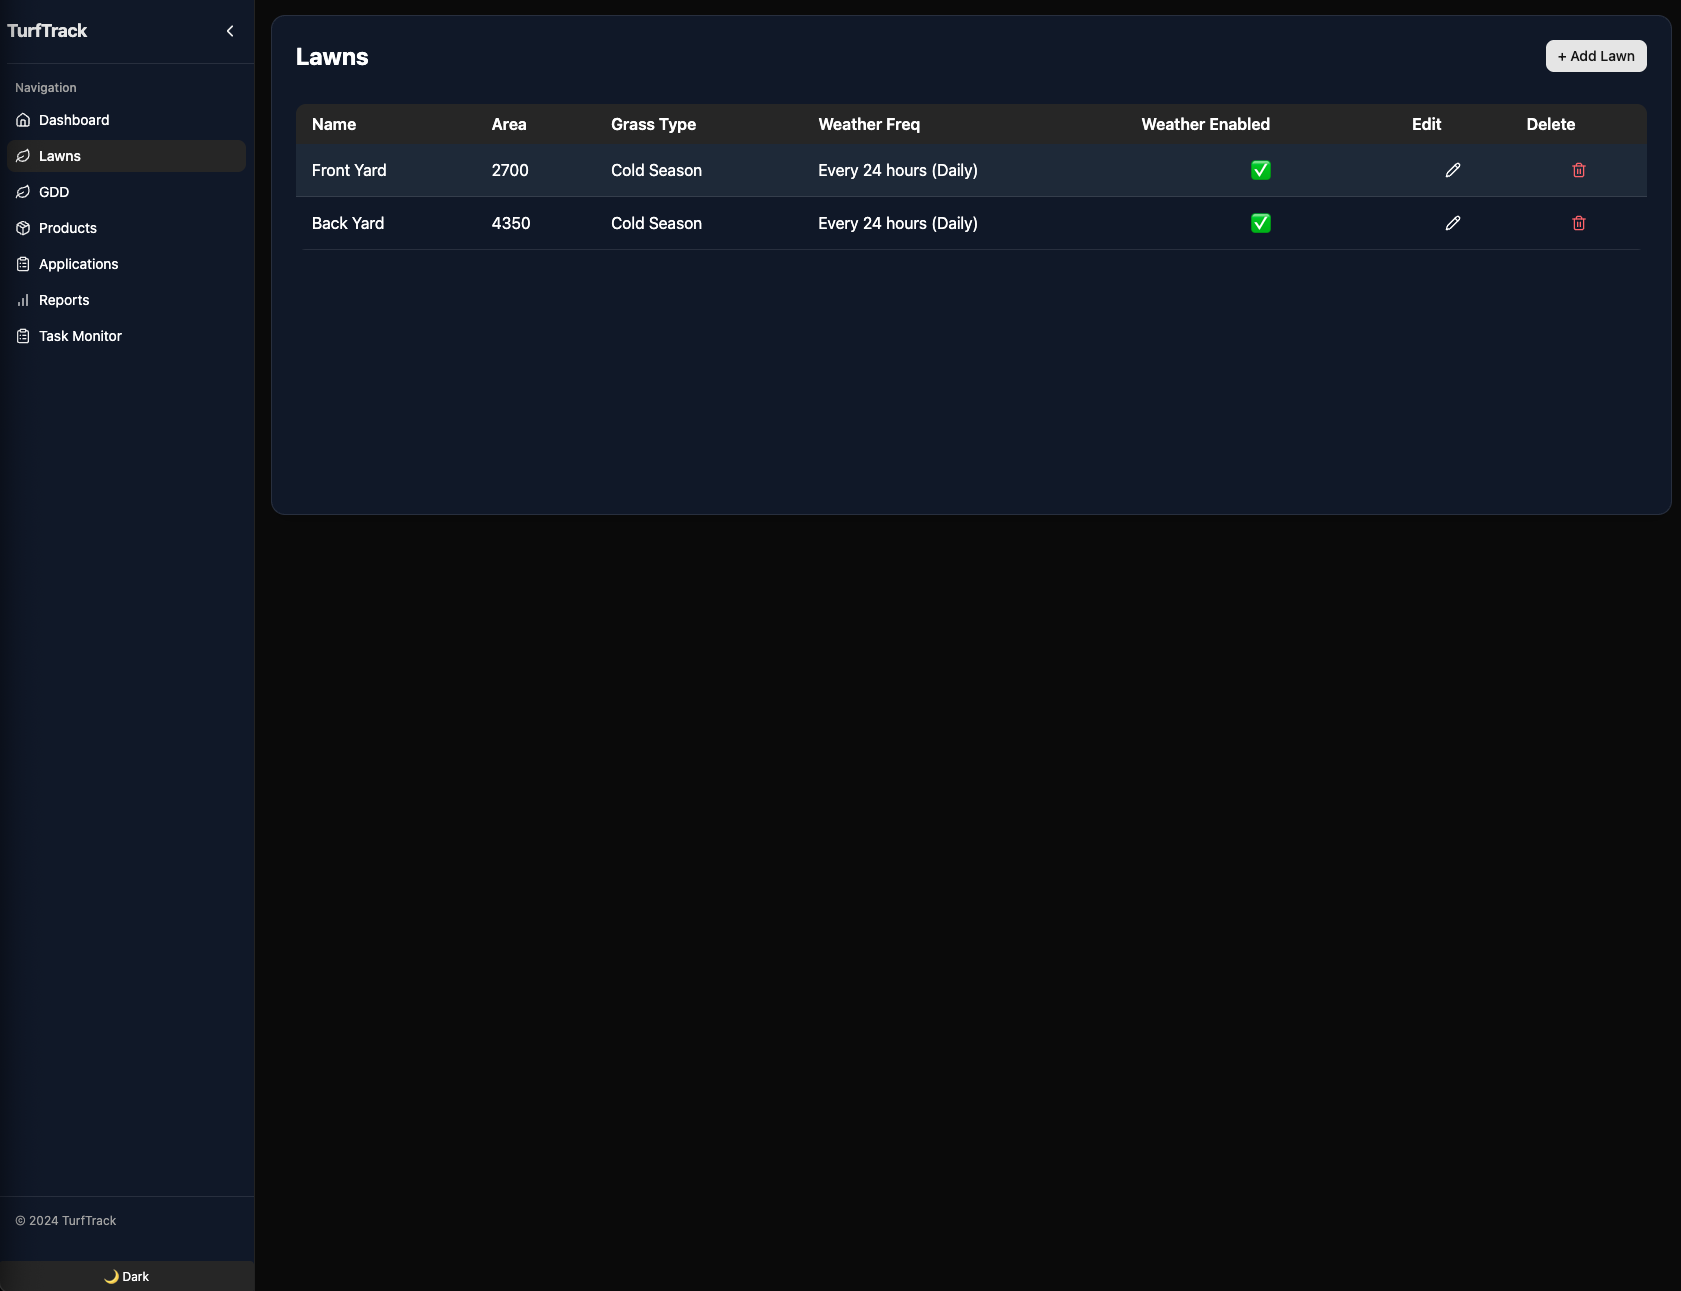 TurfTrack
Navigation
Dashboard
Lawns
GDD
Products
Applications
Reports
Task Monitor
© 2024 TurfTrack
🌙 Dark
Lawns
+ Add Lawn
Name Area Grass Type Weather Freq Weather Enabled Edit Delete
Front Yard 2700 Cold Season Every 24 hours (Daily) ✅
Back Yard 4350 Cold Season Every 24 hours (Daily) ✅